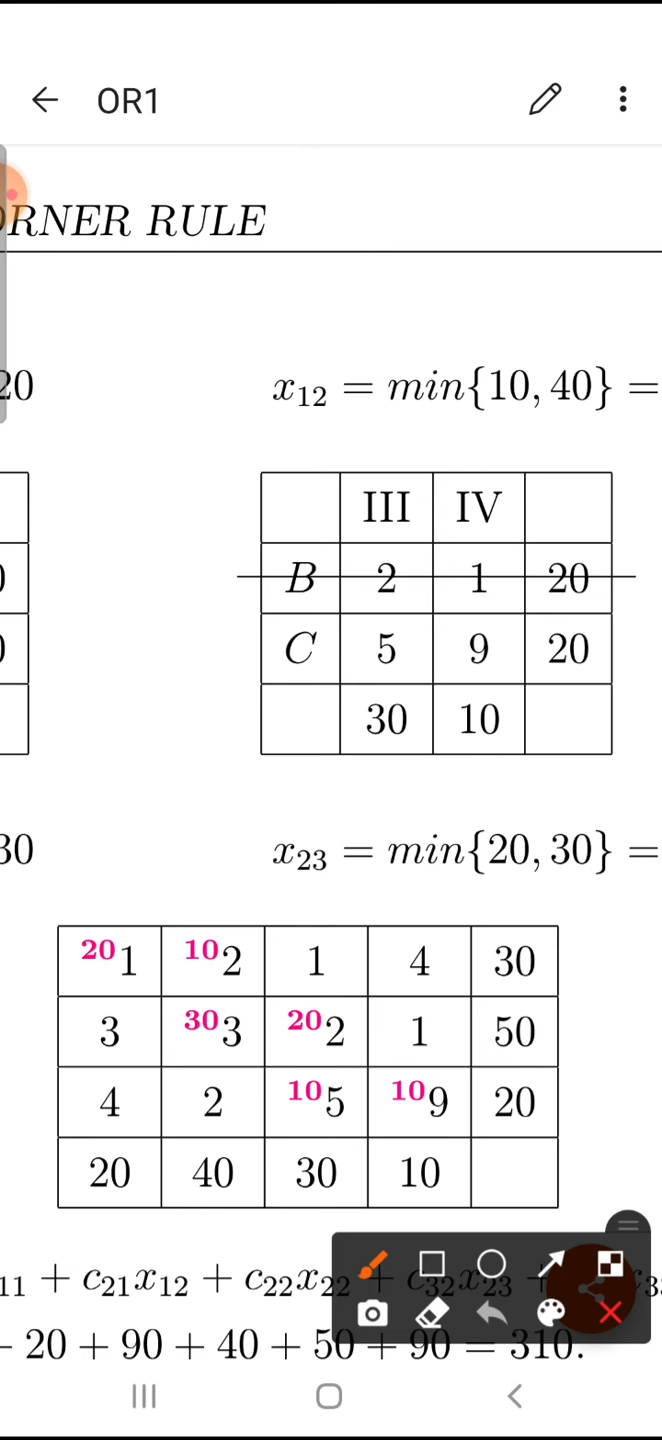 OR1
RNER RULE
20 x12 = min{10, 40} =
III IV
B 2 1 20
C 5 9 20
30 10
30 x23 = min{20, 30} =
20 1 10 2 1 4 30
3 30 3 20 2 1 50
4 2 10 5 10 9 20
20 40 30 10
11 + c21x12 + c22x22 + c32x23 +
20 + 90 + 40 + 50 + 90 = 310.